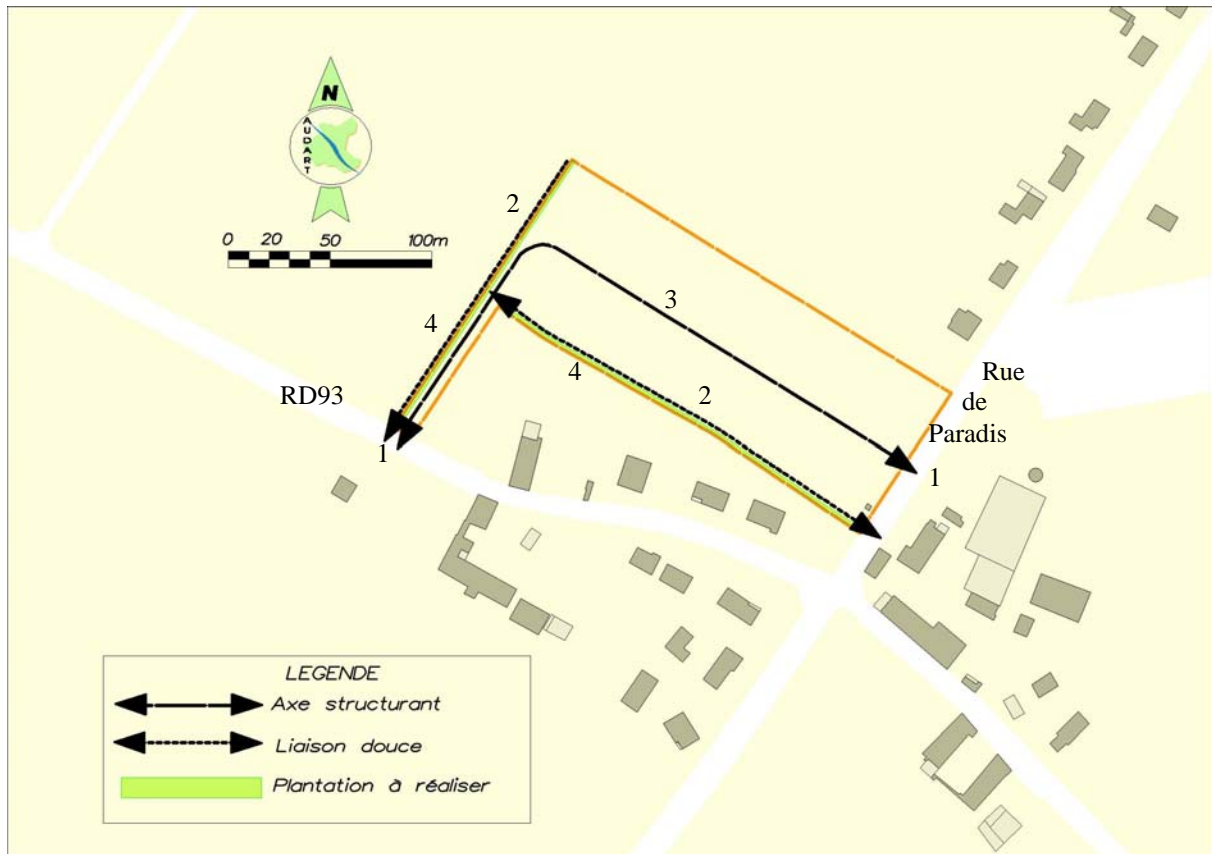 N
AUDART
0 20 50 100m
2
3
4
4
2
Rue
de
Paradis
RD93
1
1
LEGENDE
Axe structurant
Liaison douce
Plantation à réaliser